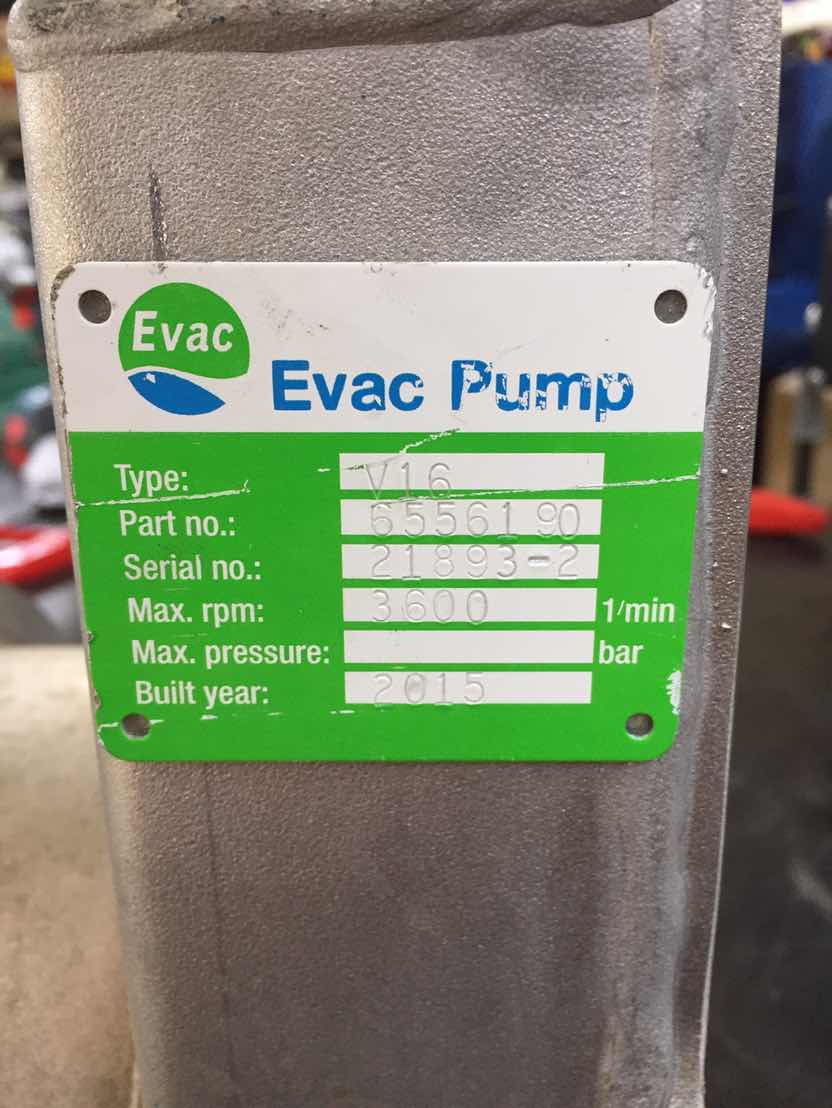 Evac
Evac Pump
Type: V16
Part no.: 6556190
Serial no.: 21893-2
Max. rpm: 3600 1/min
Max. pressure: bar
Built year: 2015